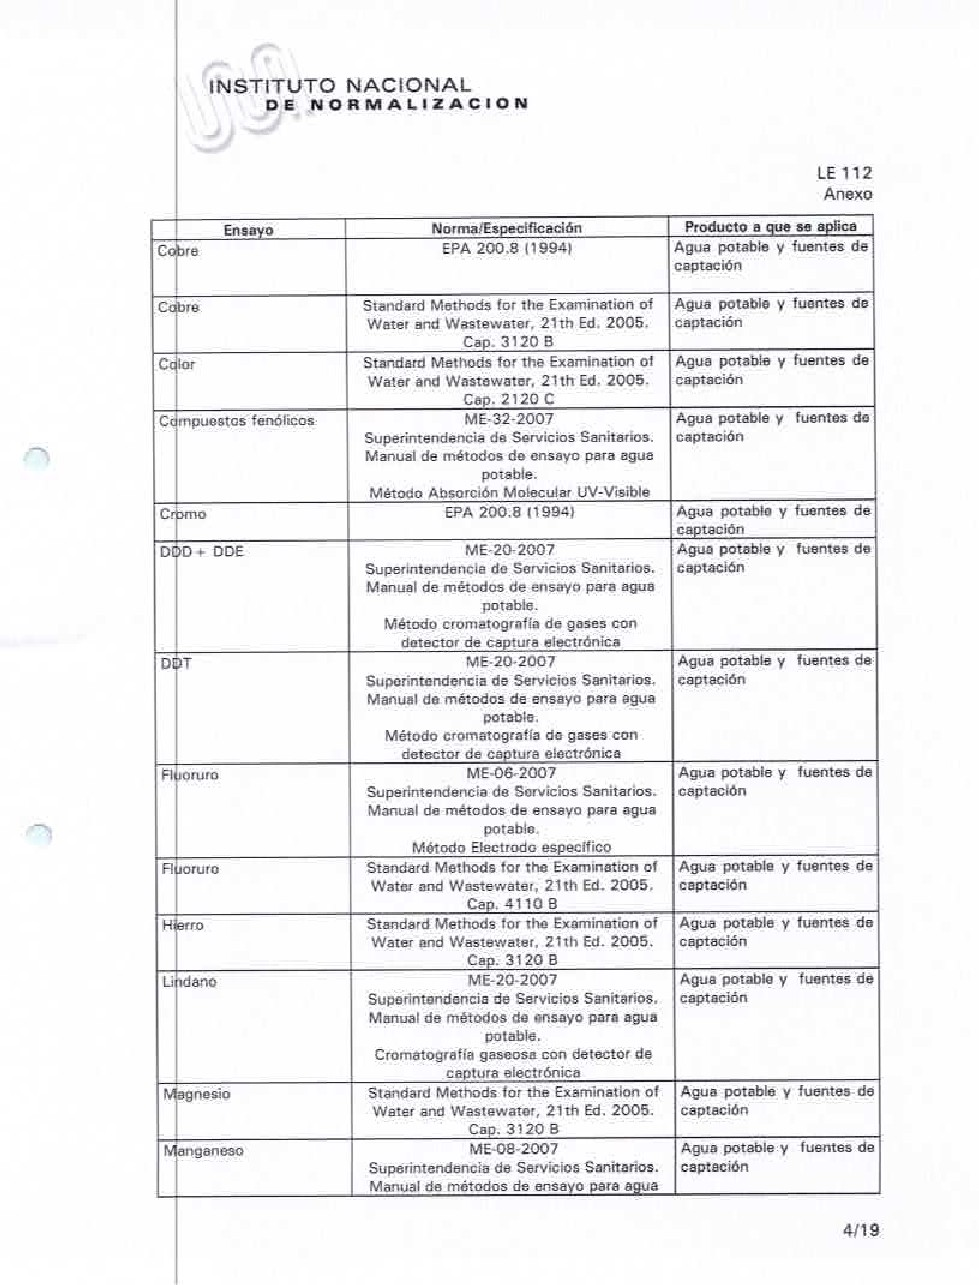 INSTITUTO NACIONAL
DE NORMALIZACION
LE 112
Anexo
Ensayo Norma/Especificación Producto a que se aplica
Cobre EPA 200.8 (1994) Agua potable y fuentes de
captación
Cobre Standard Methods for the Examination of Agua potable y fuentes de
Water and Wastewater, 21th Ed. 2005. captación
Cap. 3120 B
Color Standard Methods for the Examination of Agua potable y fuentes de
Water and Wastewater, 21th Ed. 2005. captación
Cap. 2120 C
Compuestos fenólicos ME-32-2007 Agua potable y fuentes de
Superintendencia de Servicios Sanitarios. captación
Manual de métodos de ensayo para agua
potable.
Método Absorción Molecular UV-Visible
Cromo EPA 200.8 (1994) Agua potable y fuentes de
captación
DDD + DDE ME-20-2007 Agua potable y fuentes de
Superintendencia de Servicios Sanitarios. captación
Manual de métodos de ensayo para agua
potable.
Método cromatografía de gases con
detector de captura electrónica
DDT ME-20-2007 Agua potable y fuentes de
Superintendencia de Servicios Sanitarios. captación
Manual de métodos de ensayo para agua
potable.
Método cromatografía de gases con
detector de captura electrónica
Fluoruro ME-06-2007 Agua potable y fuentes de
Superintendencia de Servicios Sanitarios. captación
Manual de métodos de ensayo para agua
potable.
Método Electrodo específico
Fluoruro Standard Methods for the Examination of Agua potable y fuentes de
Water and Wastewater, 21th Ed. 2005. captación
Cap. 4110 B
Hierro Standard Methods for the Examination of Agua potable y fuentes de
Water and Wastewater, 21th Ed. 2005. captación
Cap. 3120 B
Lindano ME-20-2007 Agua potable y fuentes de
Superintendencia de Servicios Sanitarios. captación
Manual de métodos de ensayo para agua
potable.
Cromatografía gaseosa con detector de
captura electrónica
Magnesio Standard Methods for the Examination of Agua potable y fuentes de
Water and Wastewater, 21th Ed. 2005. captación
Cap. 3120 B
Manganeso ME-08-2007 Agua potable y fuentes de
Superintendencia de Servicios Sanitarios. captación
Manual de métodos de ensayo para agua
4/19